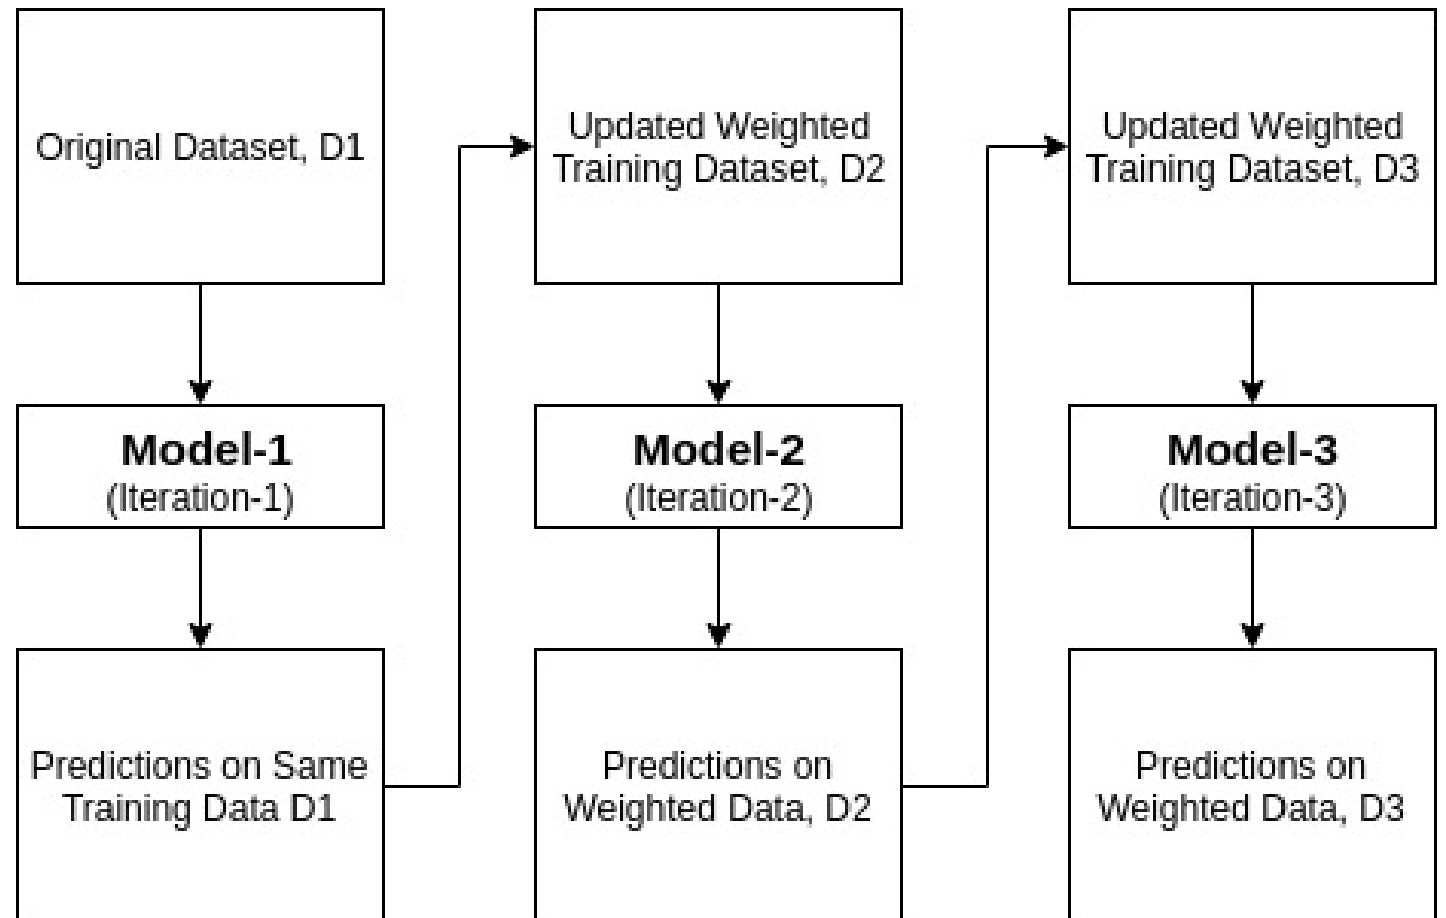 Original Dataset, D1
Updated Weighted
Training Dataset, D2
Updated Weighted
Training Dataset, D3
Model-1
(Iteration-1)
Model-2
(Iteration-2)
Model-3
(Iteration-3)
Predictions on Same
Training Data D1
Predictions on
Weighted Data, D2
Predictions on
Weighted Data, D3